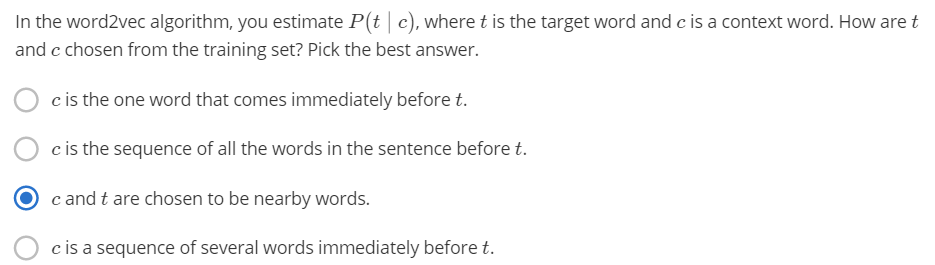 In the word2vec algorithm, you estimate P(t | c), where t is the target word and c is a context word. How are t
and c chosen from the training set? Pick the best answer.
c is the one word that comes immediately before t.
c is the sequence of all the words in the sentence before t.
c and t are chosen to be nearby words.
c is a sequence of several words immediately before t.